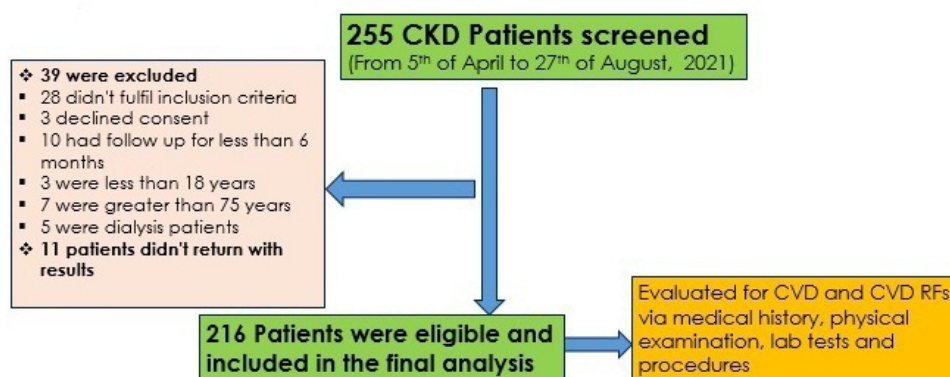 255 CKD Patients screened
(From 5th of April to 27th of August, 2021)
❖ 39 were excluded
▪ 28 didn't fulfil inclusion criteria
▪ 3 declined consent
▪ 10 had follow up for less than 6
months
▪ 3 were less than 18 years
▪ 7 were greater than 75 years
▪ 5 were dialysis patients
❖ 11 patients didn't return with
results
216 Patients were eligible and
included in the final analysis
Evaluated for CVD and CVD RFs
via medical history, physical
examination, lab tests and
procedures